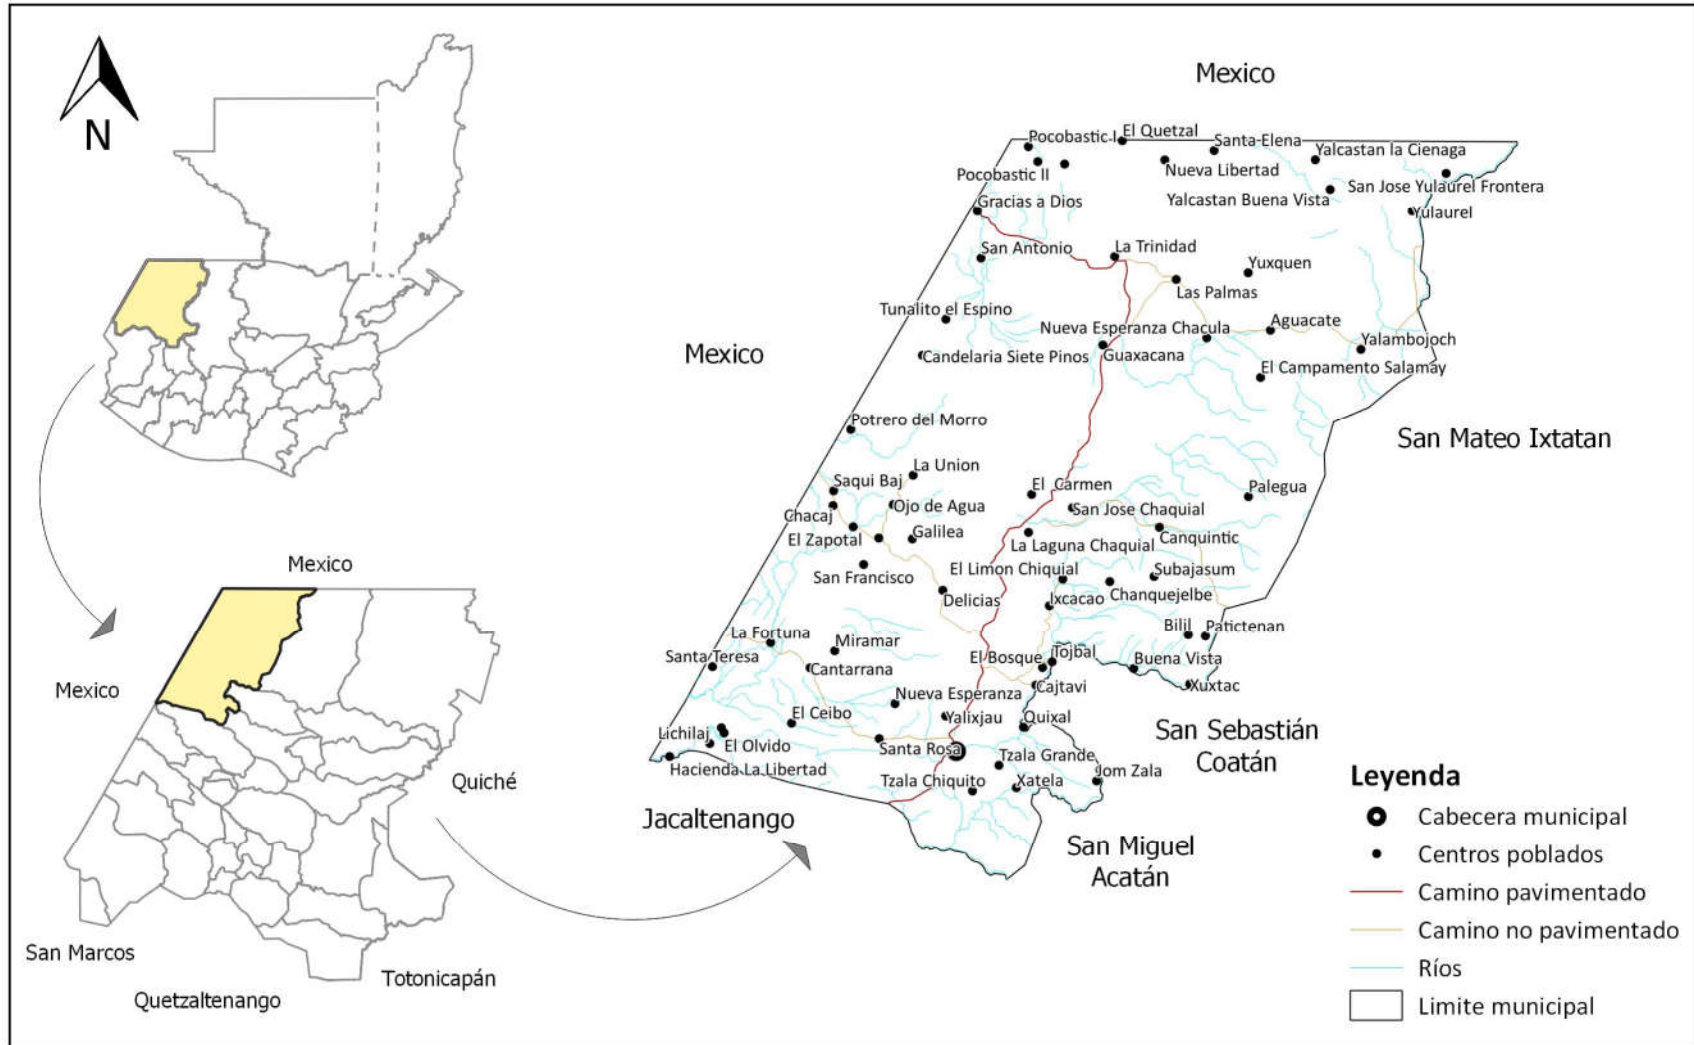 N
Mexico
Mexico
Quiché
San Marcos
Totonicapán
Quetzaltenango
Mexico
Pocobastic I
El Quetzal
Santa Elena
Yalcastan la Cienaga
Pocobastic II
Nueva Libertad
San Jose Yulaurel Frontera
Yalcastan Buena Vista
Gracias a Dios
Yulaurel
San Antonio
La Trinidad
Yuxquen
Las Palmas
Tunalito el Espino
Nueva Esperanza Chacula
Aguacate
Yalambojoch
Mexico
Candelaria Siete Pinos
Guaxacana
El Campamento Salamay
Potrero del Morro
San Mateo Ixtatan
La Union
Saqui Baj
El Carmen
Palegua
Chacaj
Ojo de Agua
San Jose Chaquial
El Zapotal
Galilea
La Laguna Chaquial
Canquintic
San Francisco
El Limon Chiquial
Subajasum
Delicias
Ixcacao
Chanquejelbe
Bilil
Patictenan
La Fortuna
Miramar
Santa Teresa
Cantarrana
El Bosque
Tojbal
Buena Vista
Cajtavi
Xuxtac
Nueva Esperanza
El Ceibo
Yalixjau
Quixal
San Sebastián
Coatán
Lichilaj
El Olvido
Santa Rosa
Tzala Grande
Hacienda La Libertad
Tzala Chiquito
Xatela
Jom Zala
Jacaltenango
San Miguel
Acatán
Leyenda
Cabecera municipal
Centros poblados
Camino pavimentado
Camino no pavimentado
Ríos
Limite municipal